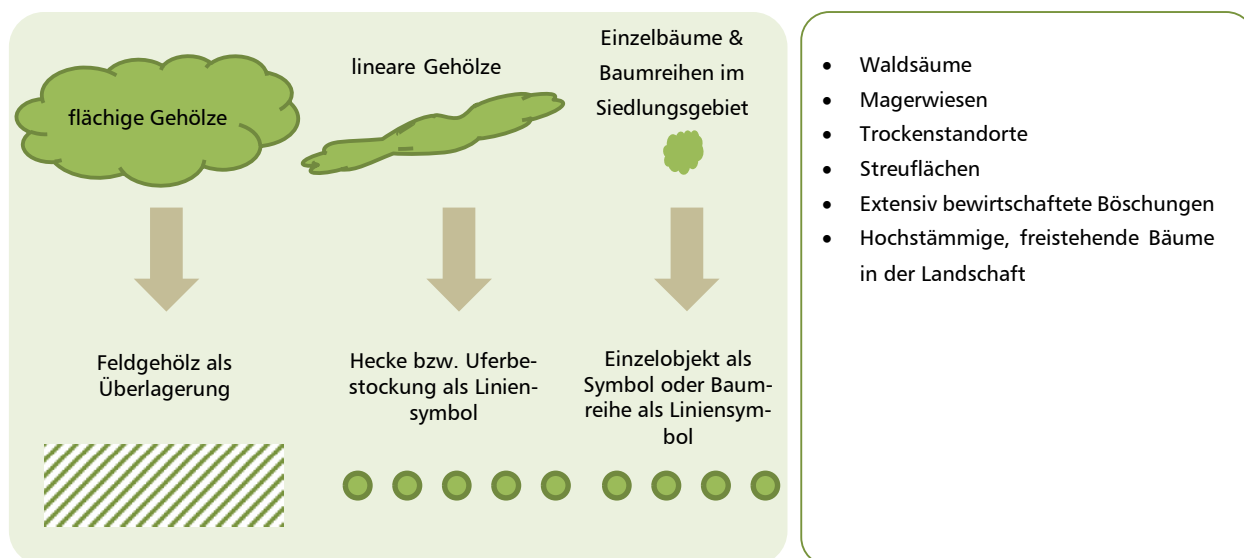 flächige Gehölze
lineare Gehölze
Einzelbäume &
Baumreihen im
Siedlungsgebiet
Feldgehölz als
Überlagerung
Hecke bzw. Uferbe-
stockung als Linien-
symbol
Einzelobjekt als
Symbol oder Baum-
reihe als Liniensym-
bol
• Waldsäume
• Magerwiesen
• Trockenstandorte
• Streuflächen
• Extensiv bewirtschaftete Böschungen
• Hochstämmige, freistehende Bäume
in der Landschaft